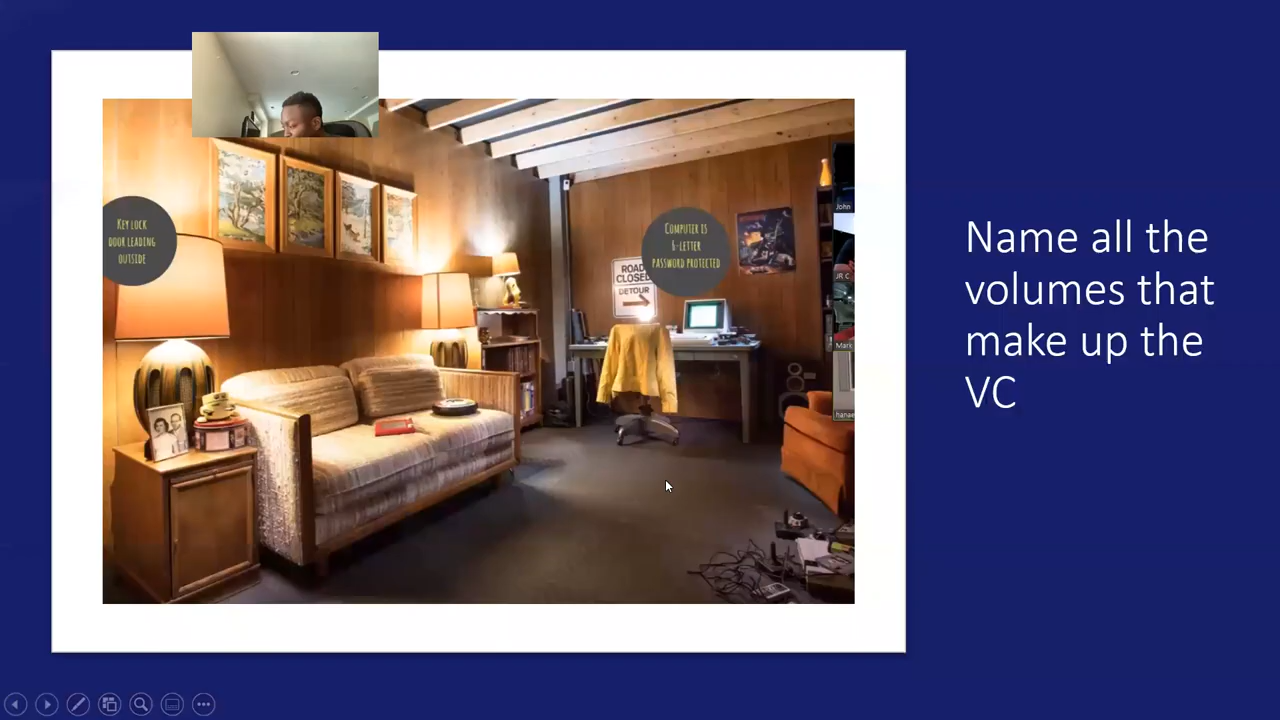 KEY LOCK
DOOR LEADING
OUTSIDE
COMPUTER IS
6-LETTER
PASSWORD PROTECTED
ROAD
CLOSED
DETOUR
John
JR C
Mark
hanae
Name all the
volumes that
make up the
VC